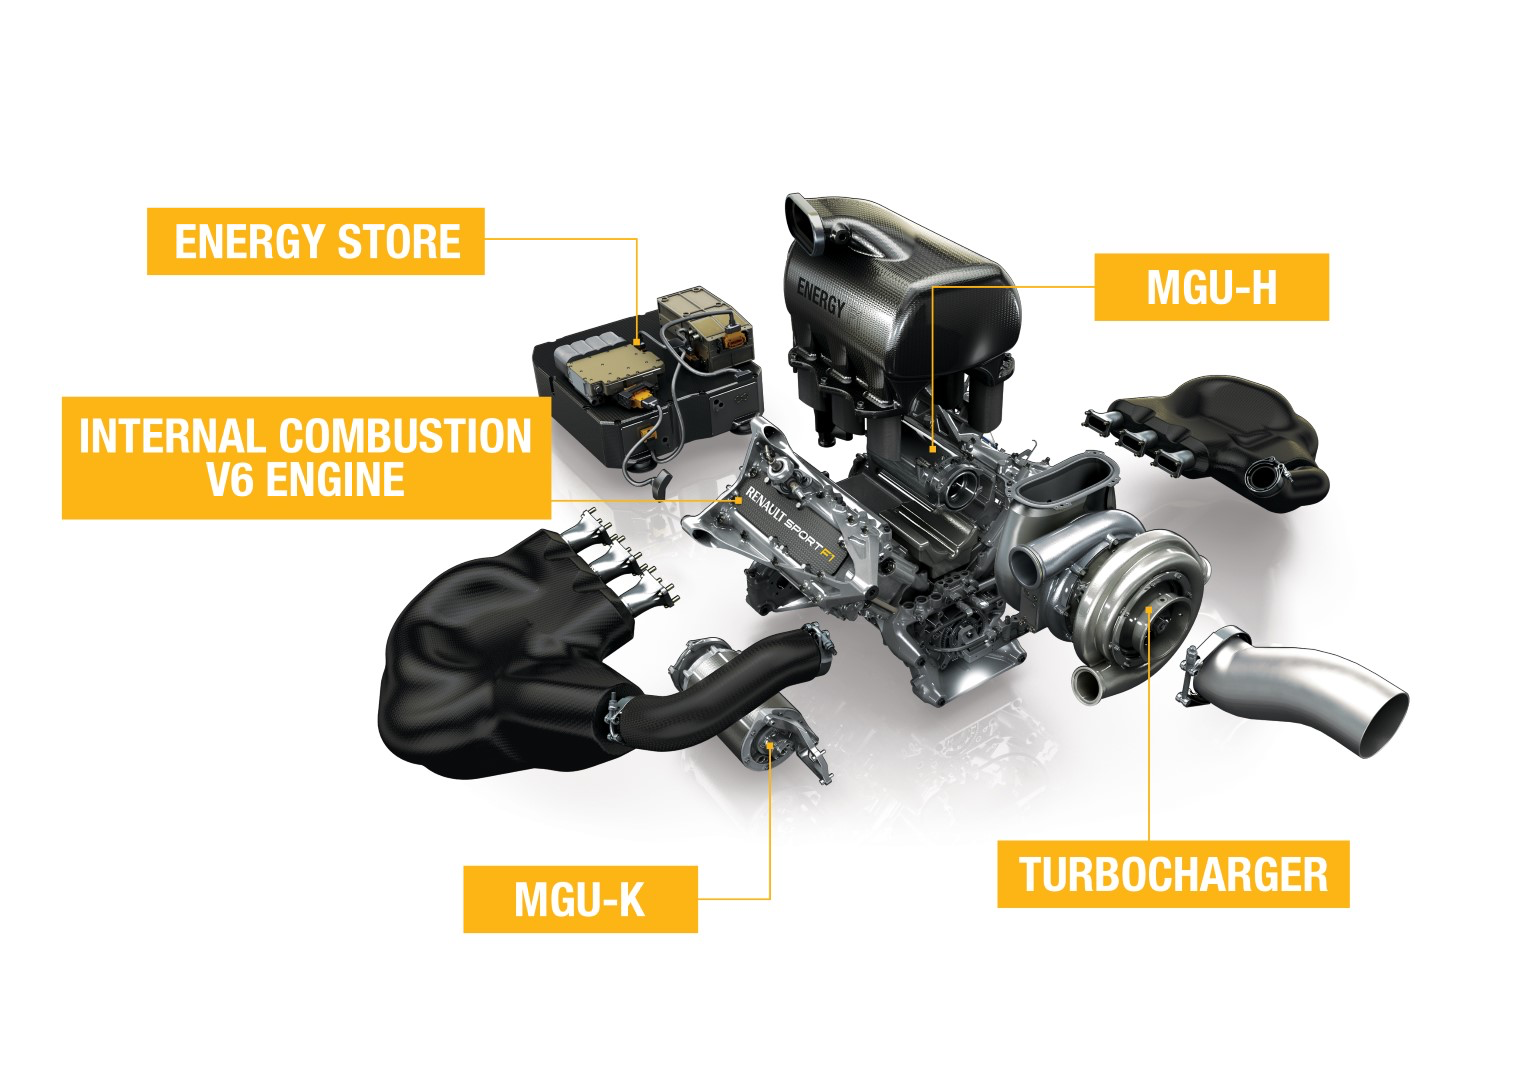 ENERGY STORE
ENERGY
MGU-H
INTERNAL COMBUSTION
V6 ENGINE
RENAULT SPORT F1
MGU-K
TURBOCHARGER